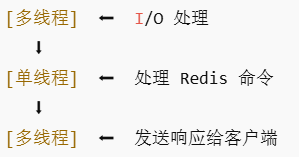 [多线程] ⬅ I/O 处理
⬇
[单线程] ⬅ 处理 Redis 命令
⬇
[多线程] ⬅ 发送响应给客户端